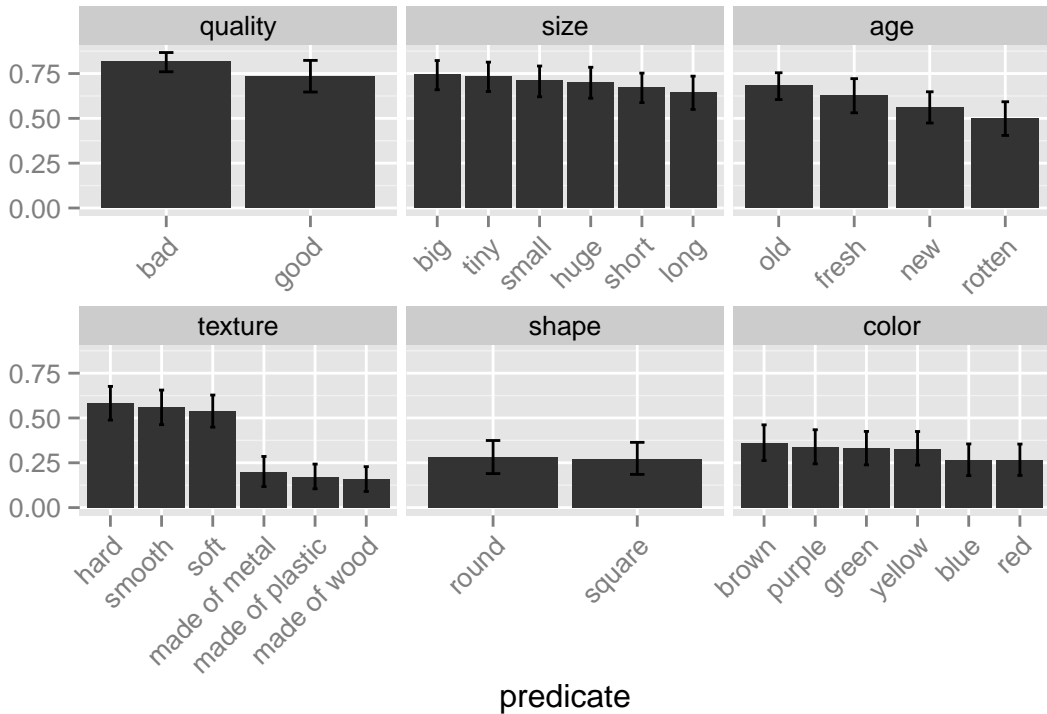 quality size age
0.75
0.50
0.25
0.00
bad good big tiny small huge short long old fresh new rotten
texture shape color
0.75
0.50
0.25
0.00
hard smooth soft made of metal made of plastic made of wood round square brown purple green yellow blue red
predicate